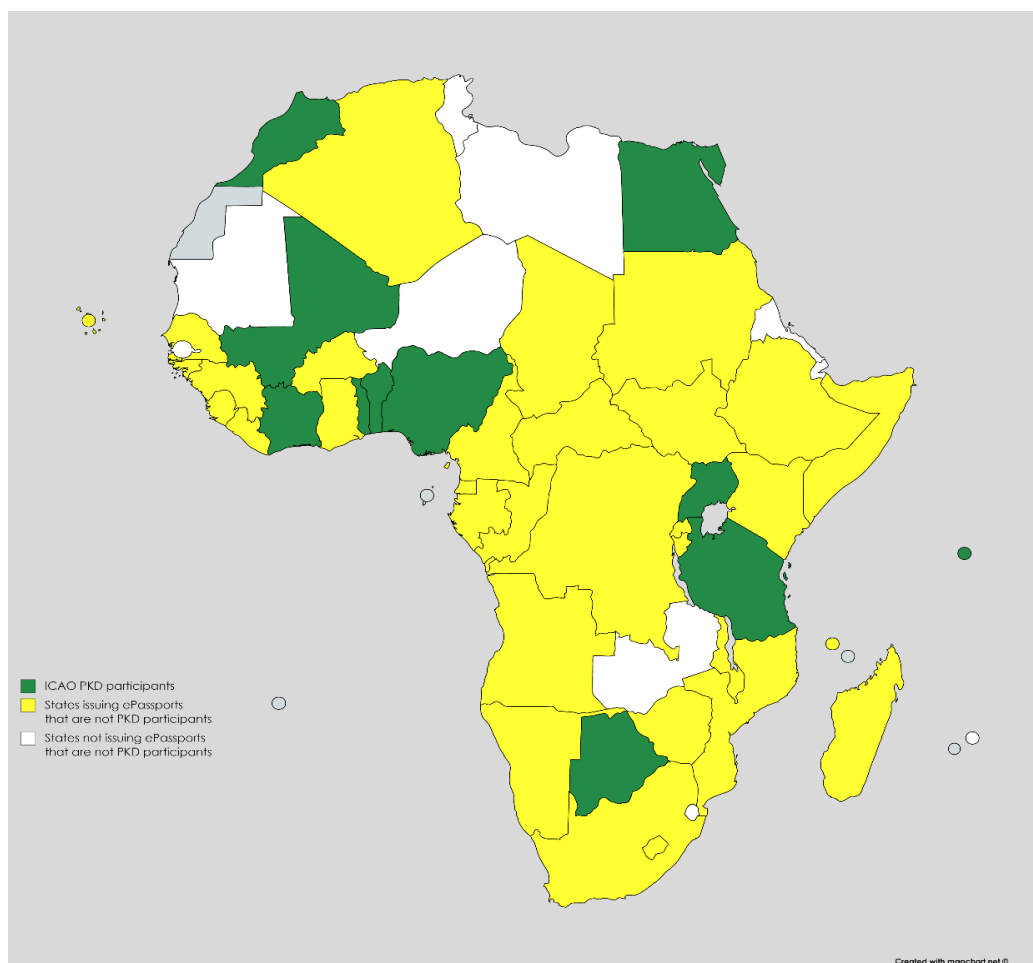 ICAO PKD participants
States issuing ePassports
that are not PKD participants
States not issuing ePassports
that are not PKD participants
Created with mapchart.net ©